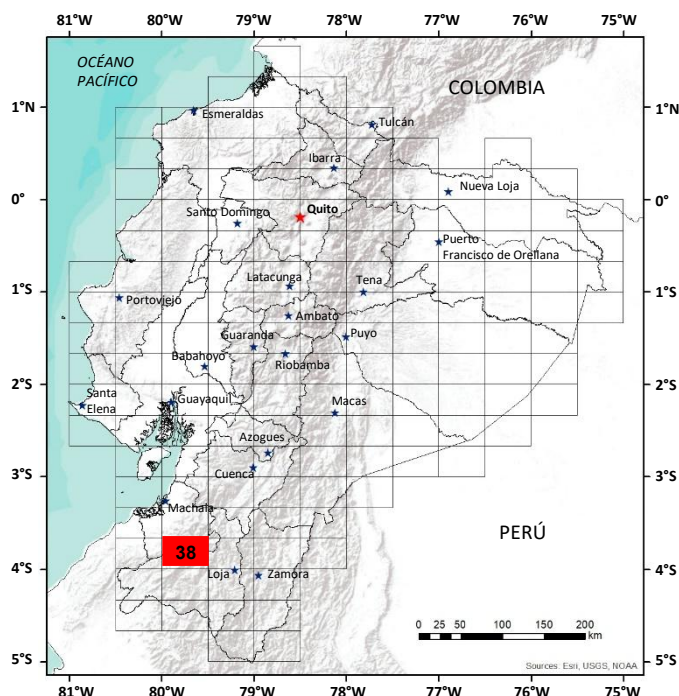 81°W 80°W 79°W 78°W 77°W 76°W 75°W
OCÉANO
PACÍFICO
COLOMBIA
1°N 1°N
Esmeraldas
Tulcán
Ibarra
Nueva Loja
0° 0°
Santo Domingo
Quito
Puerto
Francisco de Orellana
Latacunga
Tena
1°S 1°S
Portoviejo
Ambato
Guaranda
Puyo
Babahoyo
Riobamba
2°S 2°S
Santa
Elena
Guayaquil
Macas
Azogues
3°S 3°S
Cuenca
Machala
PERÚ
38
4°S 4°S
Loja
Zamora
0 25 50 100 150 200
km
5°S 5°S
Sources: Esri, USGS, NOAA
81°W 80°W 79°W 78°W 77°W 76°W 75°W